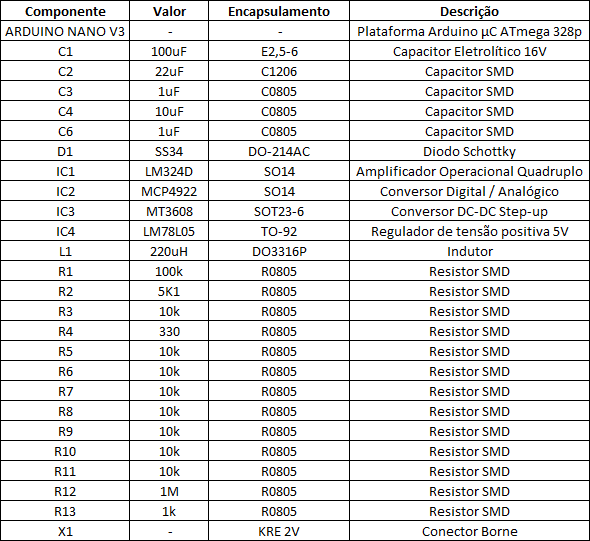 Componente Valor Encapsulamento Descrição
ARDUINO NANO V3 - - Plataforma Arduino µC ATmega 328p
C1 100uF E2,5-6 Capacitor Eletrolítico 16V
C2 22uF C1206 Capacitor SMD
C3 1uF C0805 Capacitor SMD
C4 10uF C0805 Capacitor SMD
C6 1uF C0805 Capacitor SMD
D1 SS34 DO-214AC Diodo Schottky
IC1 LM324D SO14 Amplificador Operacional Quadruplo
IC2 MCP4922 SO14 Conversor Digital / Analógico
IC3 MT3608 SOT23-6 Conversor DC-DC Step-up
IC4 LM78L05 TO-92 Regulador de tensão positiva 5V
L1 220uH DO3316P Indutor
R1 100k R0805 Resistor SMD
R2 5K1 R0805 Resistor SMD
R3 10k R0805 Resistor SMD
R4 330 R0805 Resistor SMD
R5 10k R0805 Resistor SMD
R6 10k R0805 Resistor SMD
R7 10k R0805 Resistor SMD
R8 10k R0805 Resistor SMD
R9 10k R0805 Resistor SMD
R10 10k R0805 Resistor SMD
R11 10k R0805 Resistor SMD
R12 1M R0805 Resistor SMD
R13 1k R0805 Resistor SMD
X1 - KRE 2V Conector Borne